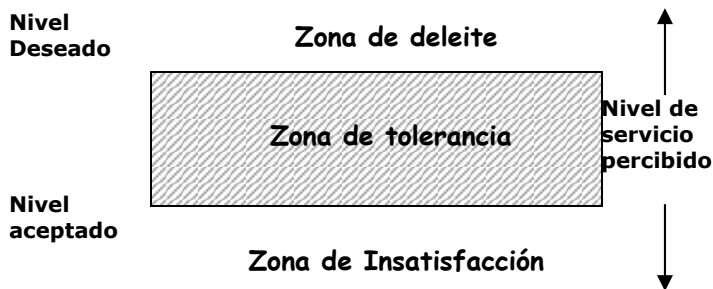 Nivel
Deseado
Zona de deleite
Zona de tolerancia
Nivel de
servicio
percibido
Nivel
aceptado
Zona de Insatisfacción